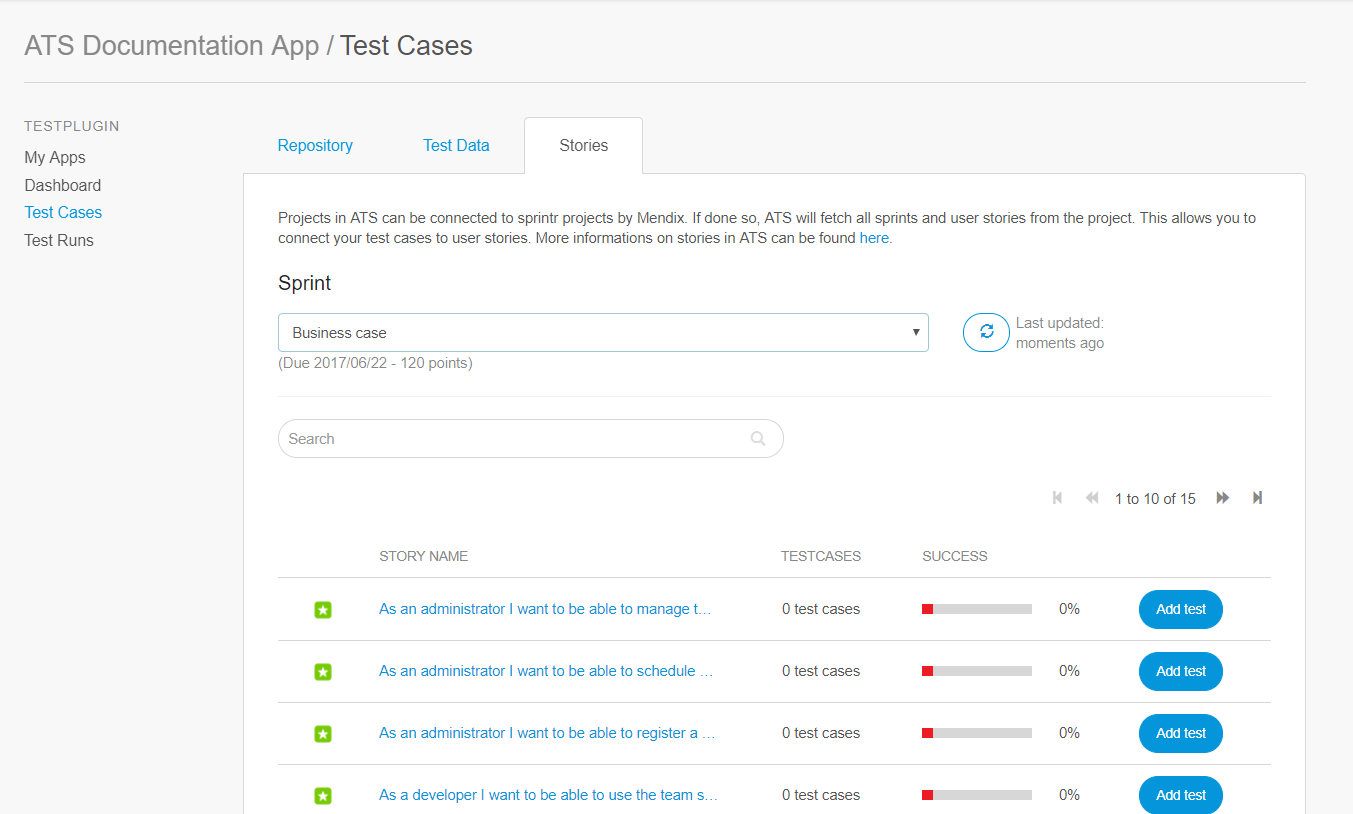 ATS Documentation App / Test Cases
TESTPLUGIN
My Apps
Dashboard
Test Cases
Test Runs
Repository
Test Data
Stories
Projects in ATS can be connected to sprintr projects by Mendix. If done so, ATS will fetch all sprints and user stories from the project. This allows you to
connect your test cases to user stories. More informations on stories in ATS can be found here.
Sprint
Business case
Last updated:
moments ago
(Due 2017/06/22 - 120 points)
Search
1 to 10 of 15
STORY NAME TESTCASES SUCCESS
As an administrator I want to be able to manage t… 0 test cases 0% Add test
As an administrator I want to be able to schedule … 0 test cases 0% Add test
As an administrator I want to be able to register a … 0 test cases 0% Add test
As a developer I want to be able to use the team s… 0 test cases 0% Add test